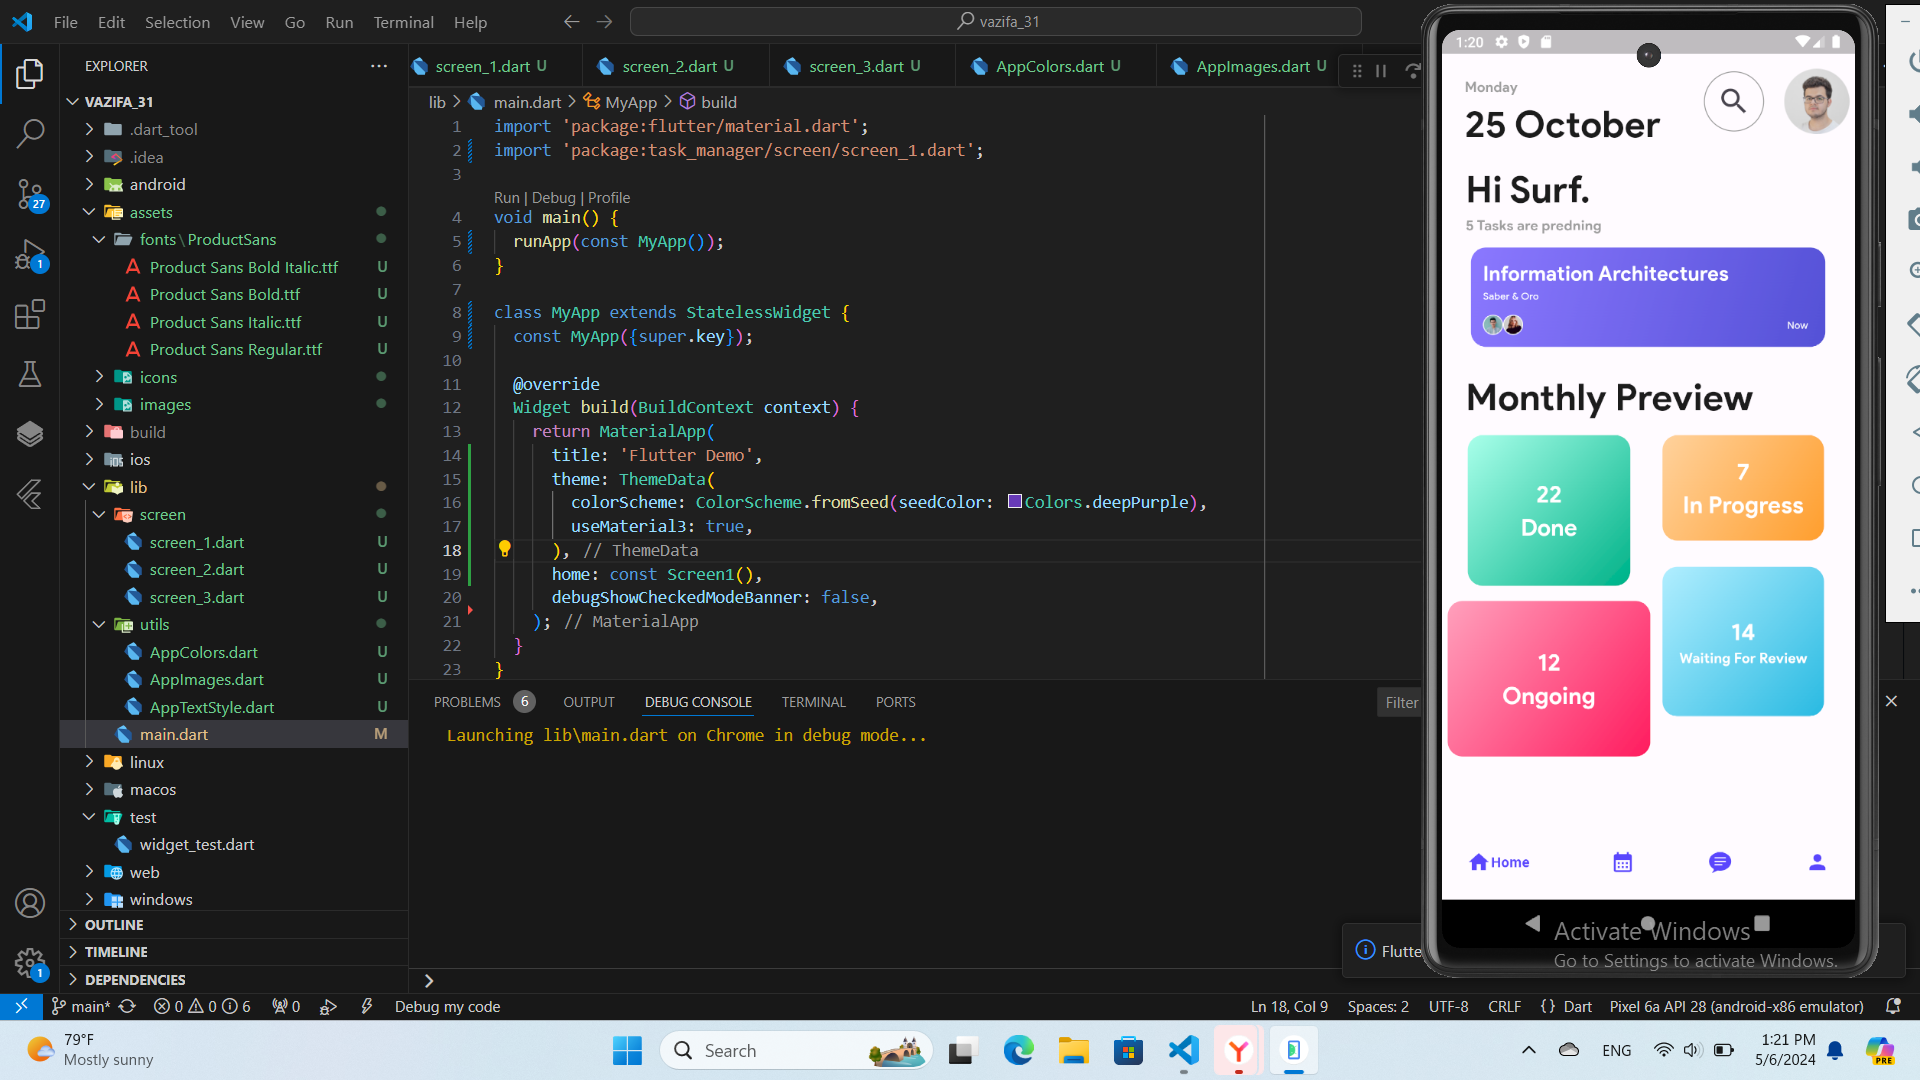 File Edit Selection View Go Run Terminal Help
vazifa_31
EXPLORER
VAZIFA_31
.dart_tool
.idea
android
assets
fonts\ProductSans
Product Sans Bold Italic.ttf U
Product Sans Bold.ttf U
Product Sans Italic.ttf U
Product Sans Regular.ttf U
icons
images
build
ios
lib
screen
screen_1.dart U
screen_2.dart U
screen_3.dart U
utils
AppColors.dart U
AppImages.dart U
AppTextStyle.dart U
main.dart M
linux
macos
test
widget_test.dart
web
windows
OUTLINE
TIMELINE
DEPENDENCIES
27
1
1
screen_1.dart U screen_2.dart U screen_3.dart U AppColors.dart U AppImages.dart U
lib > main.dart > MyApp > build
1 import 'package:flutter/material.dart';
2 import 'package:task_manager/screen/screen_1.dart';
3
Run | Debug | Profile
4 void main() {
5 runApp(const MyApp());
6 }
7
8 class MyApp extends StatelessWidget {
9 const MyApp({super.key});
10
11 @override
12 Widget build(BuildContext context) {
13 return MaterialApp(
14 title: 'Flutter Demo',
15 theme: ThemeData(
16 colorScheme: ColorScheme.fromSeed(seedColor: Colors.deepPurple),
17 useMaterial3: true,
18 ), // ThemeData
19 home: const Screen1(),
20 debugShowCheckedModeBanner: false,
21 ); // MaterialApp
22 }
23 }
PROBLEMS 6 OUTPUT DEBUG CONSOLE TERMINAL PORTS
Filter
Launching lib\main.dart on Chrome in debug mode...
Flutte
1:20
Monday
25 October
Hi Surf.
5 Tasks are predning
Information Architectures
Saber & Oro
Now
Monthly Preview
22
Done
7
In Progress
12
Ongoing
14
Waiting For Review
Home
Activate Windows
Go to Settings to activate Windows.
main* 0 0 6 0 Debug my code
Ln 18, Col 9 Spaces: 2 UTF-8 CRLF {} Dart Pixel 6a API 28 (android-x86 emulator)
79°F
Mostly sunny
Search
ENG
1:21 PM
5/6/2024
PRE